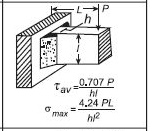 L P
h
l
τav = 0.707 P / hl
σmax = 4.24 PL / hl²